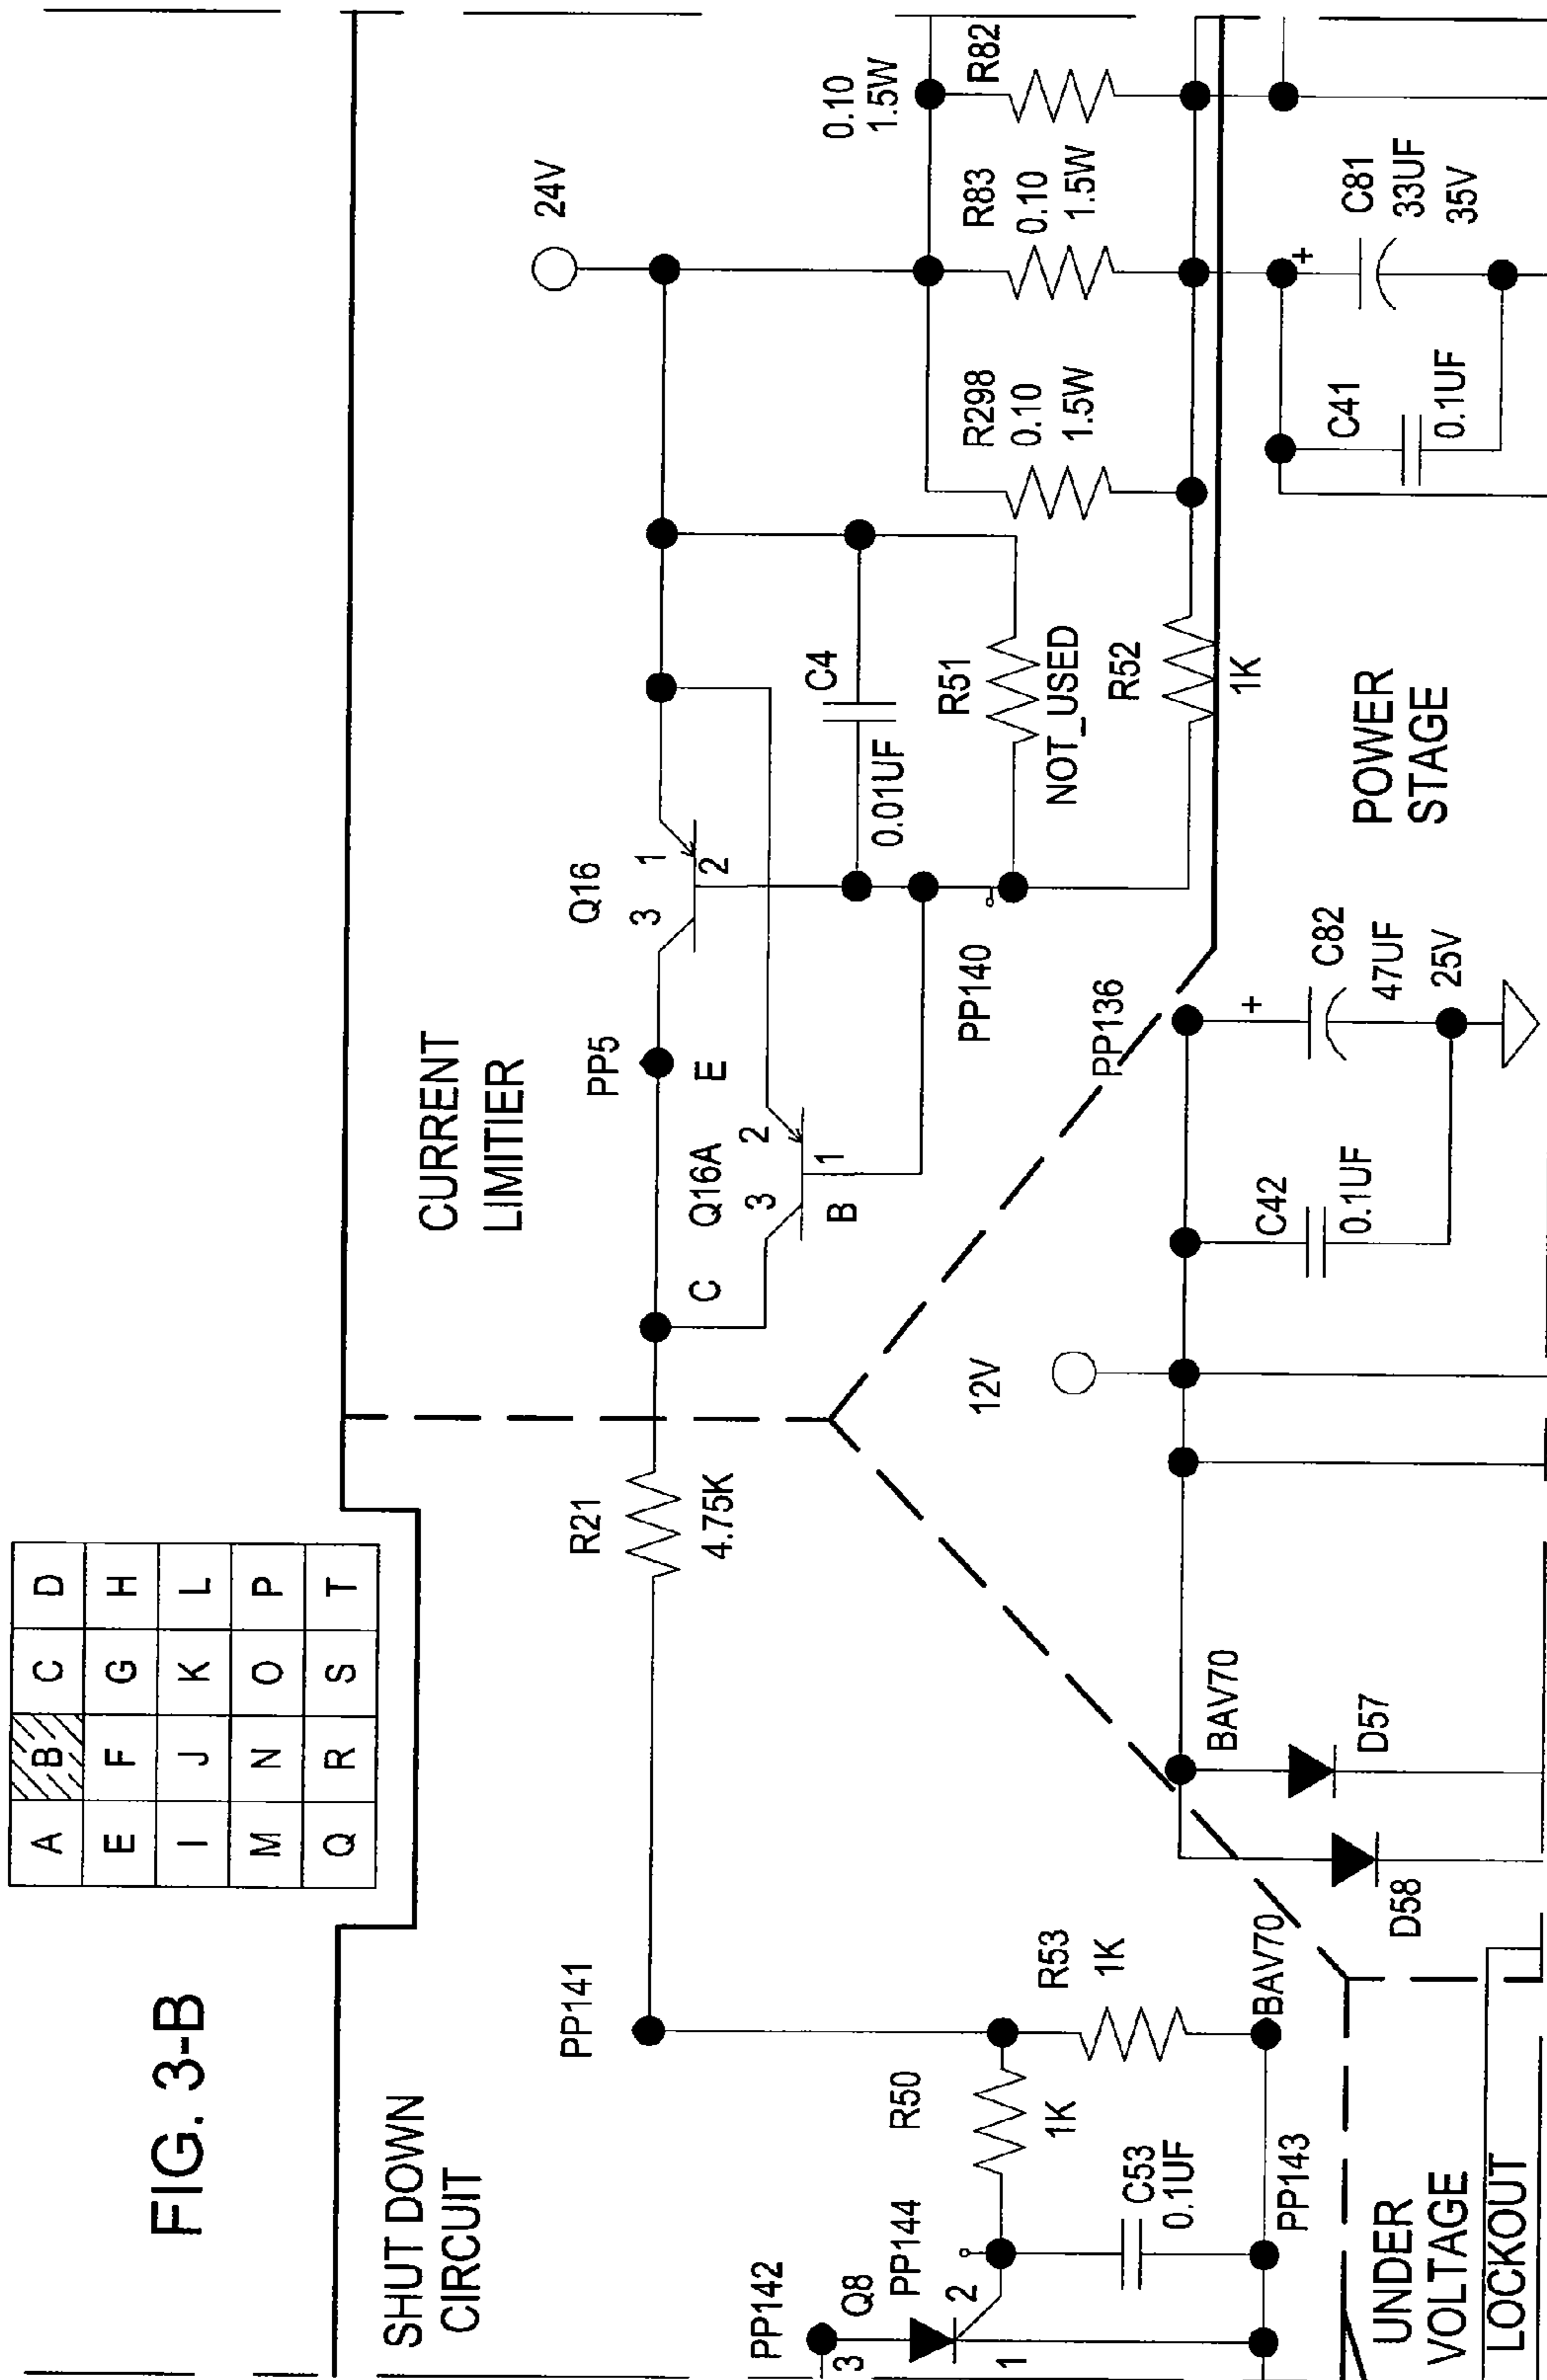 FIG. 3-B
A B C D
E F G H
I J K L
M N O P
Q R S T
SHUT DOWN
CIRCUIT
CURRENT
LIMITIER
24V
PP141
R21
4.75K
PP5
Q16
3
1
2
C
Q16A
E
3
2
B
1
C4
0.01UF
R51
NOT_USED
PP140
R52
1K
R298
0.10
1.5W
R83
0.10
1.5W
0.10
1.5W
R82
PP142
Q8
3
PP144
2
1
R50
1K
C53
0.1UF
R53
1K
PP143
BAV70
12V
PP136
BAV70
D58
D57
C42
0.1UF
+
C82
47UF
25V
POWER
STAGE
C41
0.1UF
+
C81
33UF
35V
UNDER
VOLTAGE
LOCKOUT